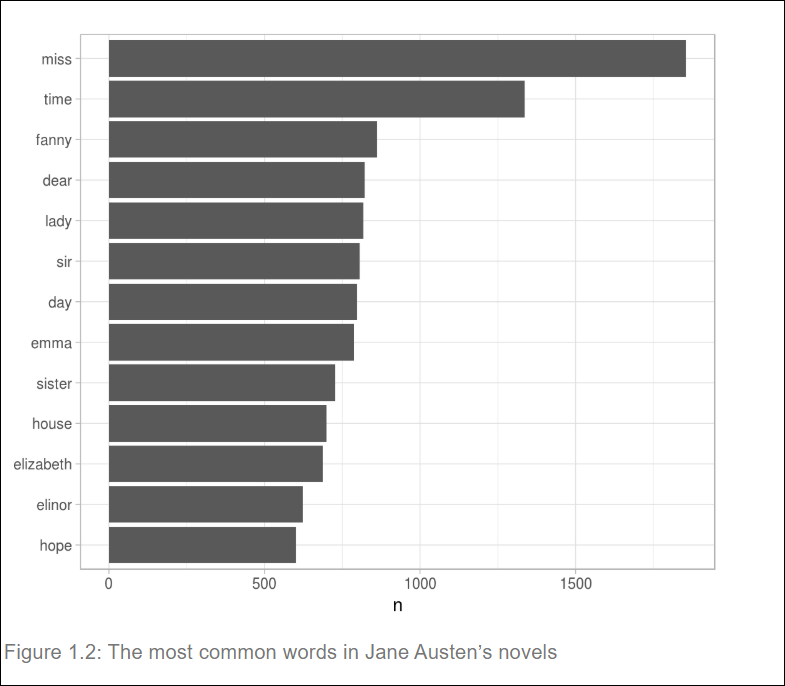 miss
time
fanny
dear
lady
sir
day
emma
sister
house
elizabeth
elinor
hope
0 500 1000 1500
n
Figure 1.2: The most common words in Jane Austen’s novels